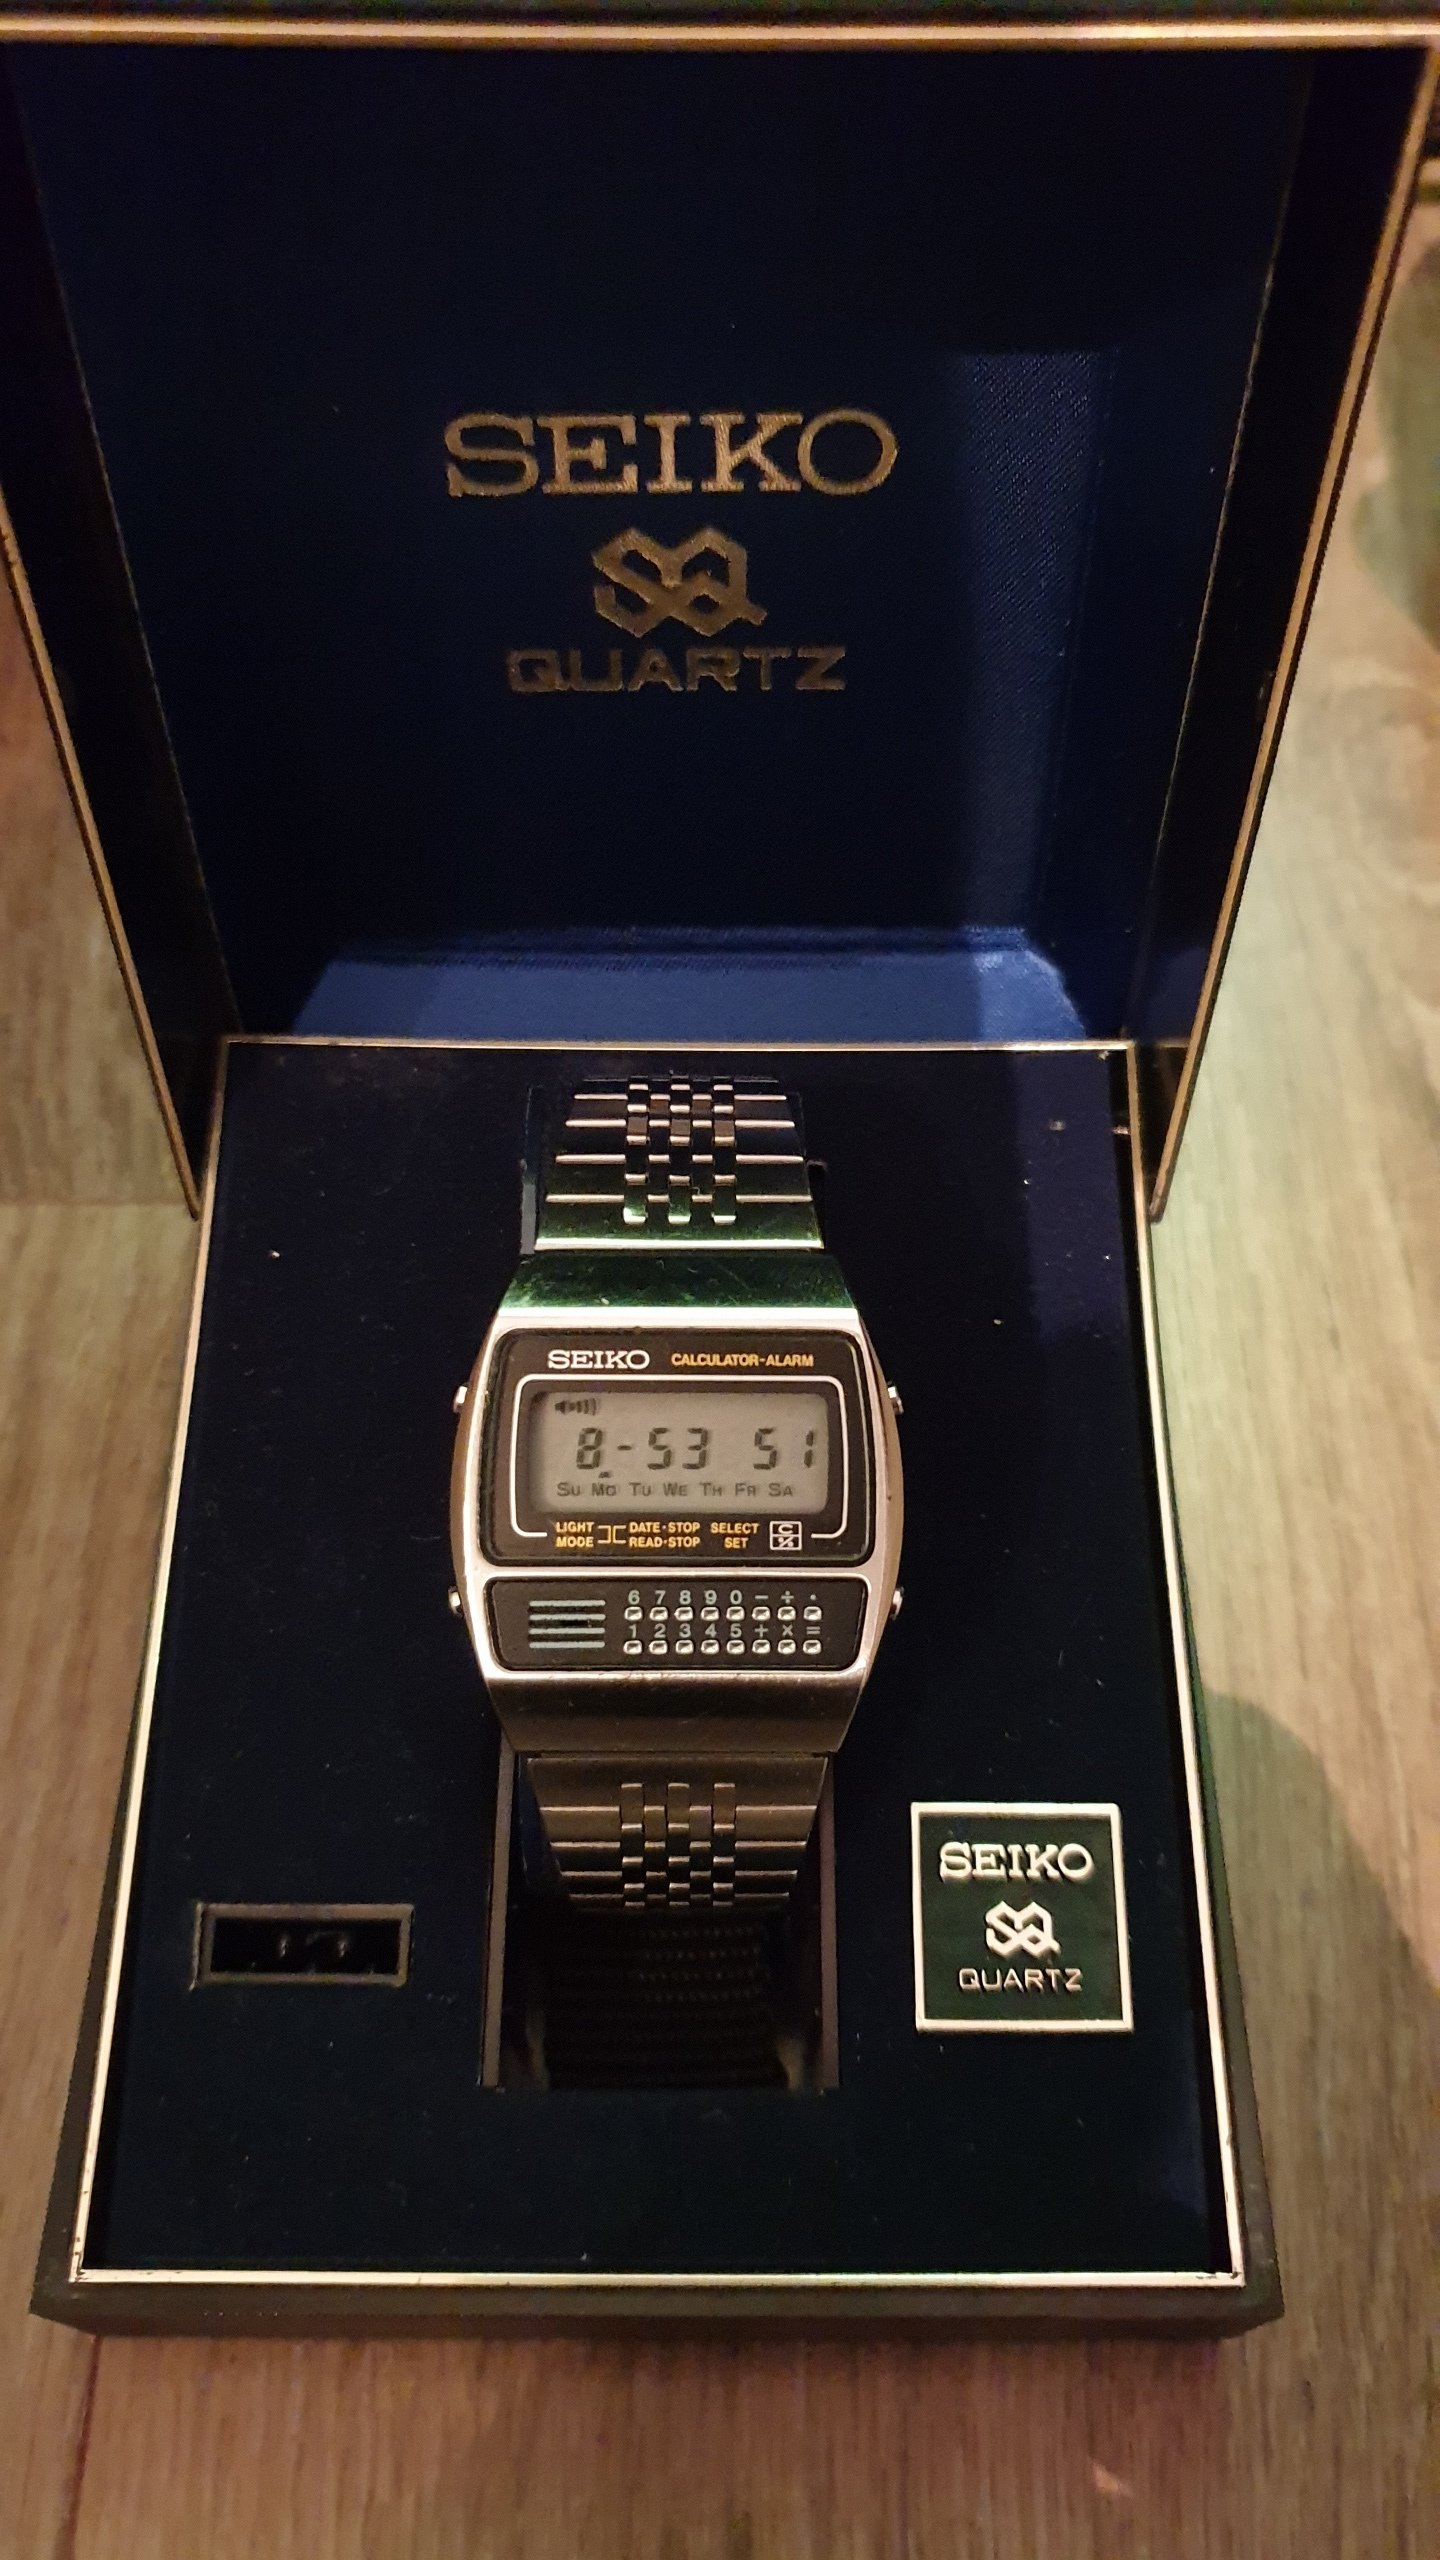 SEIKO
SQ
QUARTZ
SEIKO CALCULATOR-ALARM
8-53 51
SU MO TU WE TH FR SA
LIGHT DATE·STOP SELECT C
MODE READ·STOP SET
6 7 8 9 0 - ÷ ·
1 2 3 4 5 + × =
SEIKO
SQ
QUARTZ